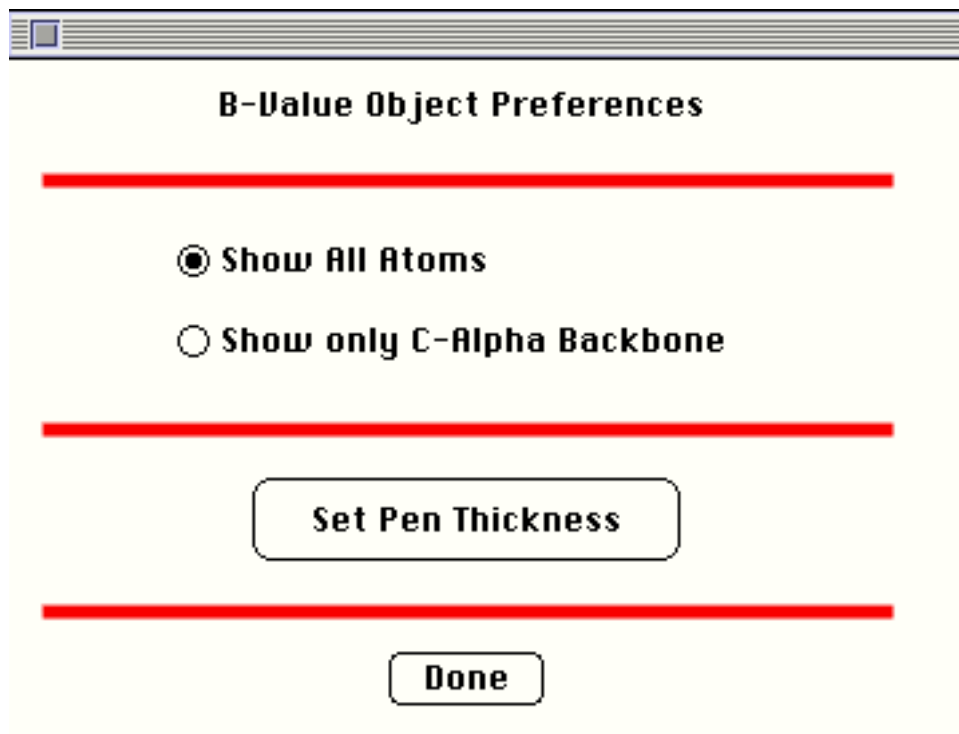 B-Value Object Preferences
Show All Atoms
Show only C-Alpha Backbone
Set Pen Thickness
Done